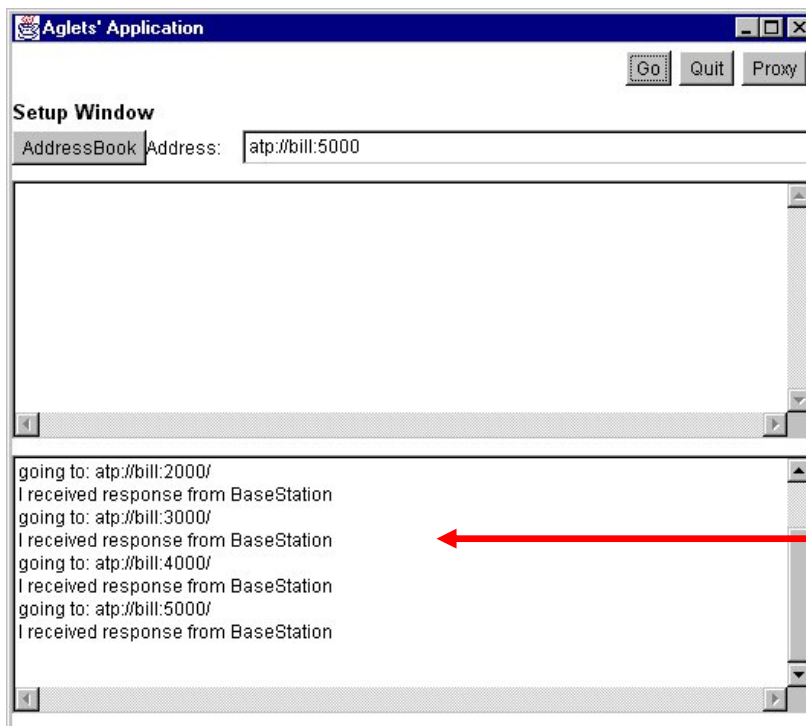 Aglets' Application
Go Quit Proxy
Setup Window
AddressBook Address: atp://bill:5000
going to: atp://bill:2000/
I received response from BaseStation
going to: atp://bill:3000/
I received response from BaseStation
going to: atp://bill:4000/
I received response from BaseStation
going to: atp://bill:5000/
I received response from BaseStation